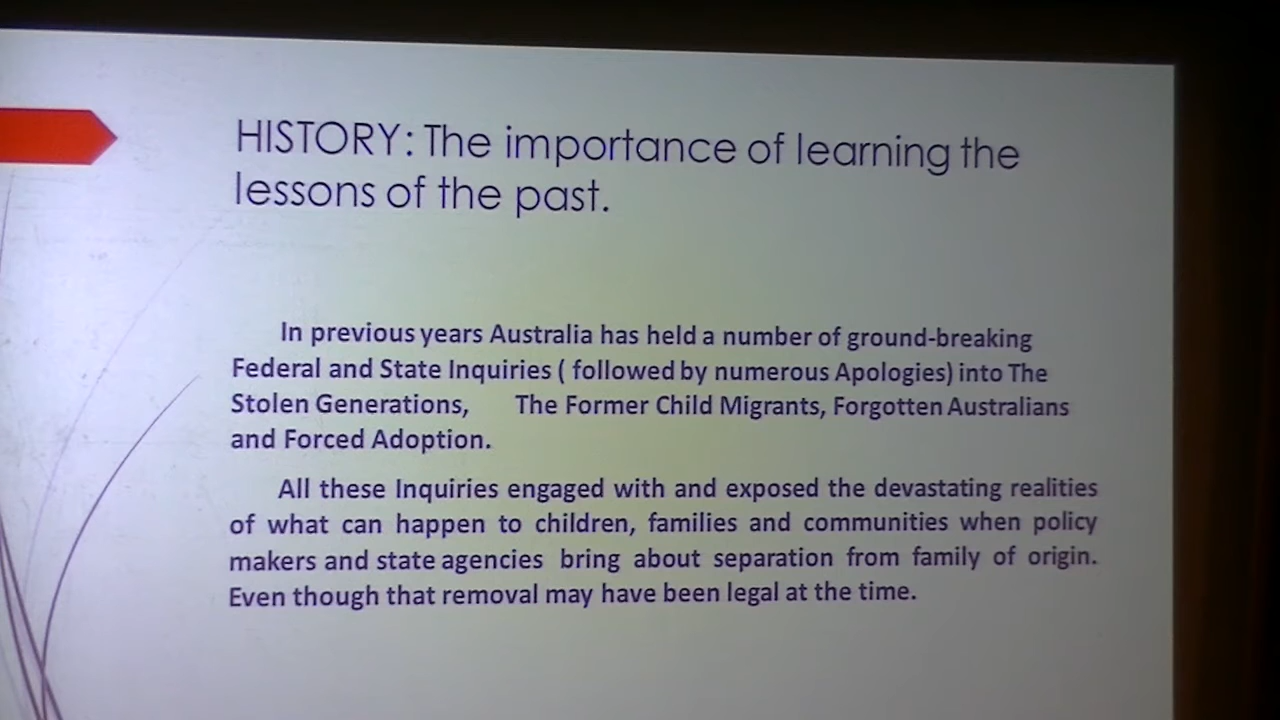 HISTORY: The importance of learning the
lessons of the past.
In previous years Australia has held a number of ground-breaking
Federal and State Inquiries ( followed by numerous Apologies) into The
Stolen Generations, The Former Child Migrants, Forgotten Australians
and Forced Adoption.
All these Inquiries engaged with and exposed the devastating realities
of what can happen to children, families and communities when policy
makers and state agencies bring about separation from family of origin.
Even though that removal may have been legal at the time.